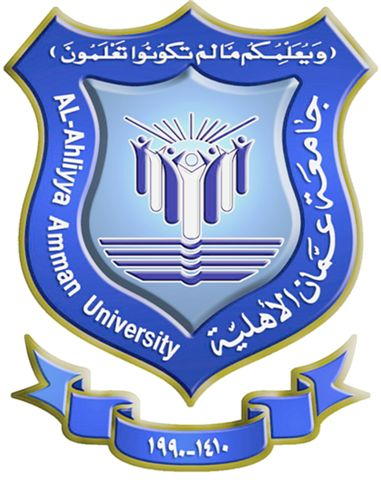 ﴿وَيُعَلِّمُكُم مَّا لَمْ تَكُونُوا تَعْلَمُونَ﴾
AL-Ahliyya Amman University
جامعة عمان الأهلية
١٩٩٠-١٤١٠